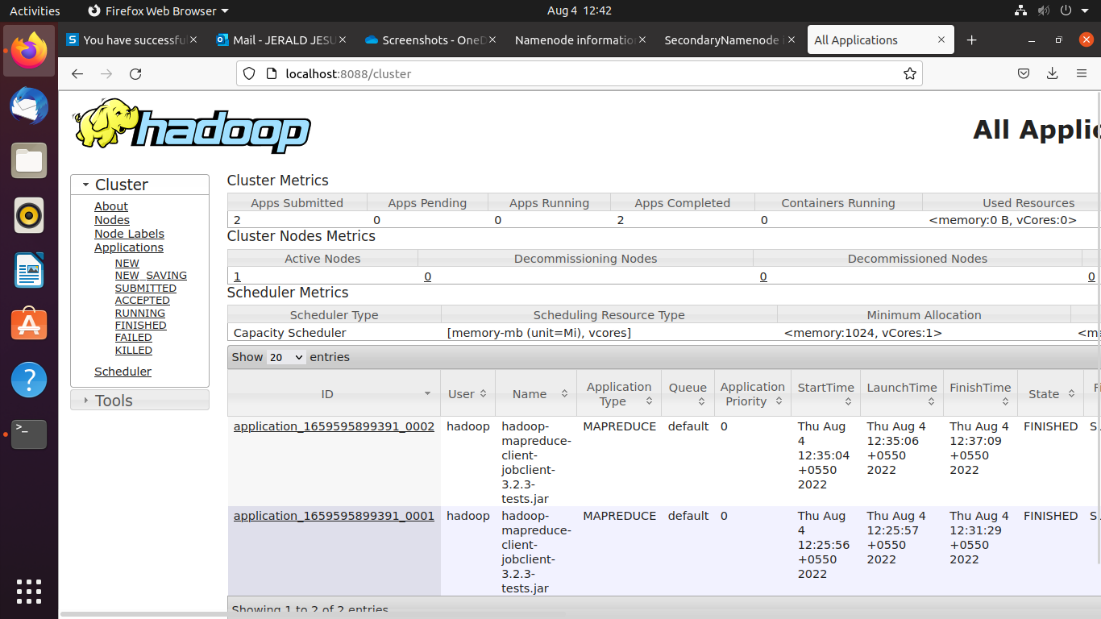 Activities
Firefox Web Browser
Aug 4 12:42
You have successfu
Mail - JERALD JESU
Screenshots - OneD
Namenode information
SecondaryNamenode
All Applications
localhost:8088/cluster
hadoop
All Applic
Cluster
About
Nodes
Node Labels
Applications
NEW
NEW_SAVING
SUBMITTED
ACCEPTED
RUNNING
FINISHED
FAILED
KILLED
Scheduler
Tools
Cluster Metrics
Apps Submitted Apps Pending Apps Running Apps Completed Containers Running Used Resources
2 0 0 2 0 <memory:0 B, vCores:0>
Cluster Nodes Metrics
Active Nodes Decommissioning Nodes Decommissioned Nodes
1 0 0 0
Scheduler Metrics
Scheduler Type Scheduling Resource Type Minimum Allocation
Capacity Scheduler [memory-mb (unit=Mi), vcores] <memory:1024, vCores:1> <m
Show 20 entries
ID User Name Application Type Queue Application Priority StartTime LaunchTime FinishTime State Fi
application_1659595899391_0002 hadoop hadoop- MAPREDUCE default 0 Thu Aug Thu Aug 4 Thu Aug 4 FINISHED S
mapreduce- 4 12:35:06 12:37:09
client- 12:35:04 +0550 +0550
jobclient- +0550 2022 2022
3.2.3- 2022
tests.jar
application_1659595899391_0001 hadoop hadoop- MAPREDUCE default 0 Thu Aug Thu Aug 4 Thu Aug 4 FINISHED S
mapreduce- 4 12:25:57 12:31:29
client- 12:25:56 +0550 +0550
jobclient- +0550 2022 2022
3.2.3- 2022
tests.jar
Showing 1 to 2 of 2 entries